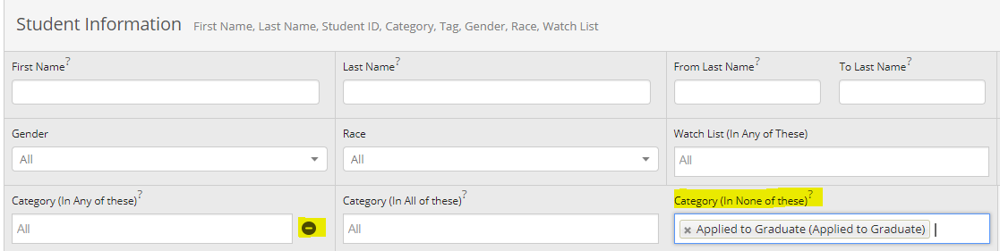 Student Information First Name, Last Name, Student ID, Category, Tag, Gender, Race, Watch List
First Name? Last Name? From Last Name? To Last Name?
Gender Race Watch List (In Any of These)
All All All
Category (In Any of these)? Category (In All of these)? Category (In None of these)?
All All × Applied to Graduate (Applied to Graduate)